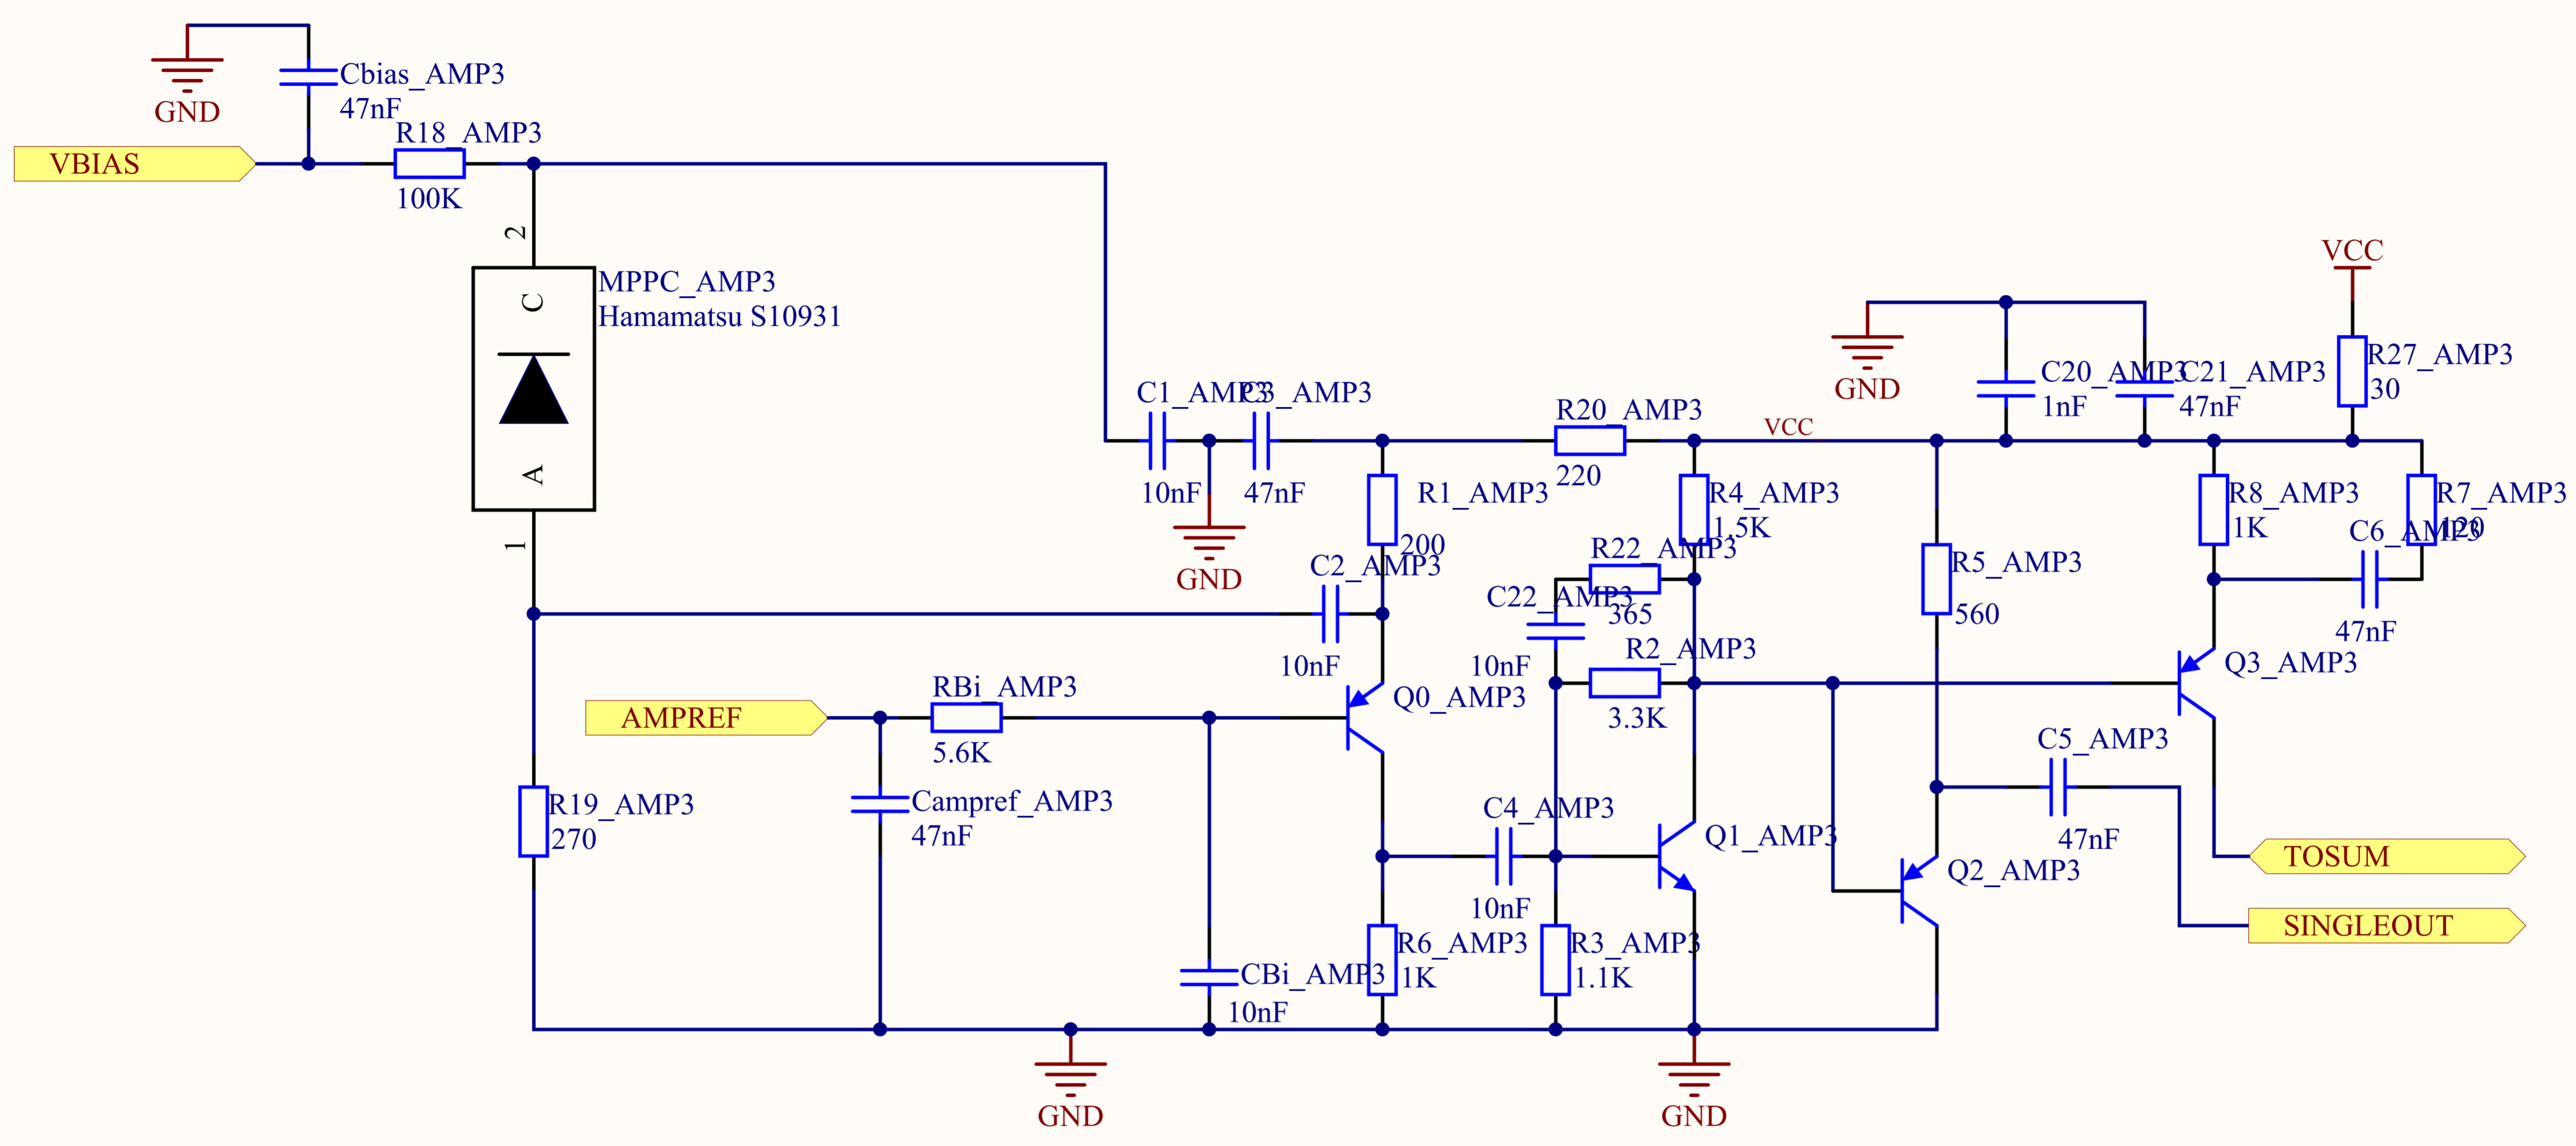 Cbias_AMP3
47nF
GND
R18_AMP3
VBIAS
100K
2
C
MPPC_AMP3
Hamamatsu S10931
A
1
VCC
R27_AMP3
30
GND
C20_AMP3
1nF
C21_AMP3
47nF
C1_AMP3
10nF
C3_AMP3
47nF
GND
R20_AMP3
220
VCC
R1_AMP3
200
R4_AMP3
1.5K
R8_AMP3
1K
R7_AMP3
120
C6_AMP3
47nF
C2_AMP3
10nF
R22_AMP3
365
C22_AMP3
10nF
R5_AMP3
560
R2_AMP3
3.3K
Q3_AMP3
RBi_AMP3
AMPREF
5.6K
Q0_AMP3
C5_AMP3
47nF
R19_AMP3
270
Campref_AMP3
47nF
C4_AMP3
10nF
Q1_AMP3
Q2_AMP3
TOSUM
SINGLEOUT
CBi_AMP3
10nF
R6_AMP3
1K
R3_AMP3
1.1K
GND
GND